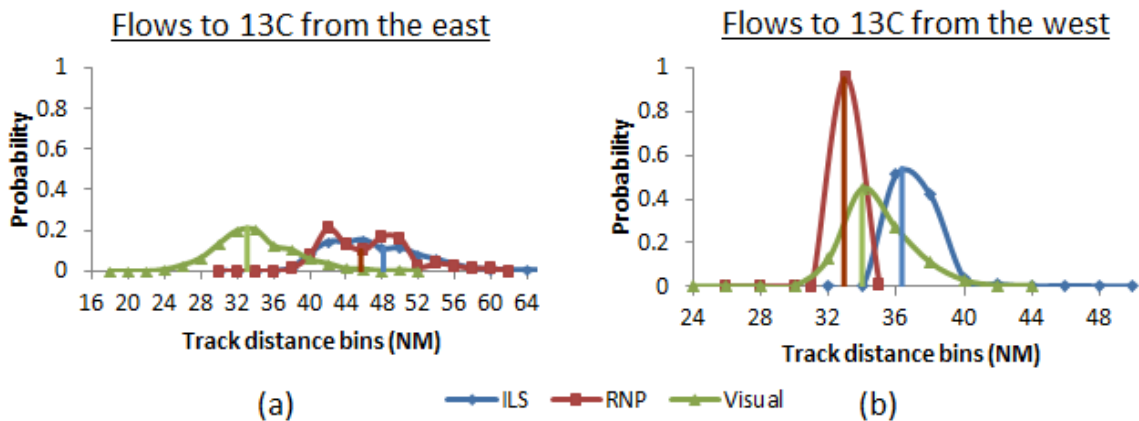 Flows to 13C from the east
1
0.8
0.6
0.4
0.2
0
Probability
16 20 24 28 32 36 40 44 48 52 56 60 64
Track distance bins (NM)
(a)
Flows to 13C from the west
1
0.8
0.6
0.4
0.2
0
Probability
24 28 32 36 40 44 48
Track distance bins (NM)
(b)
ILS RNP Visual